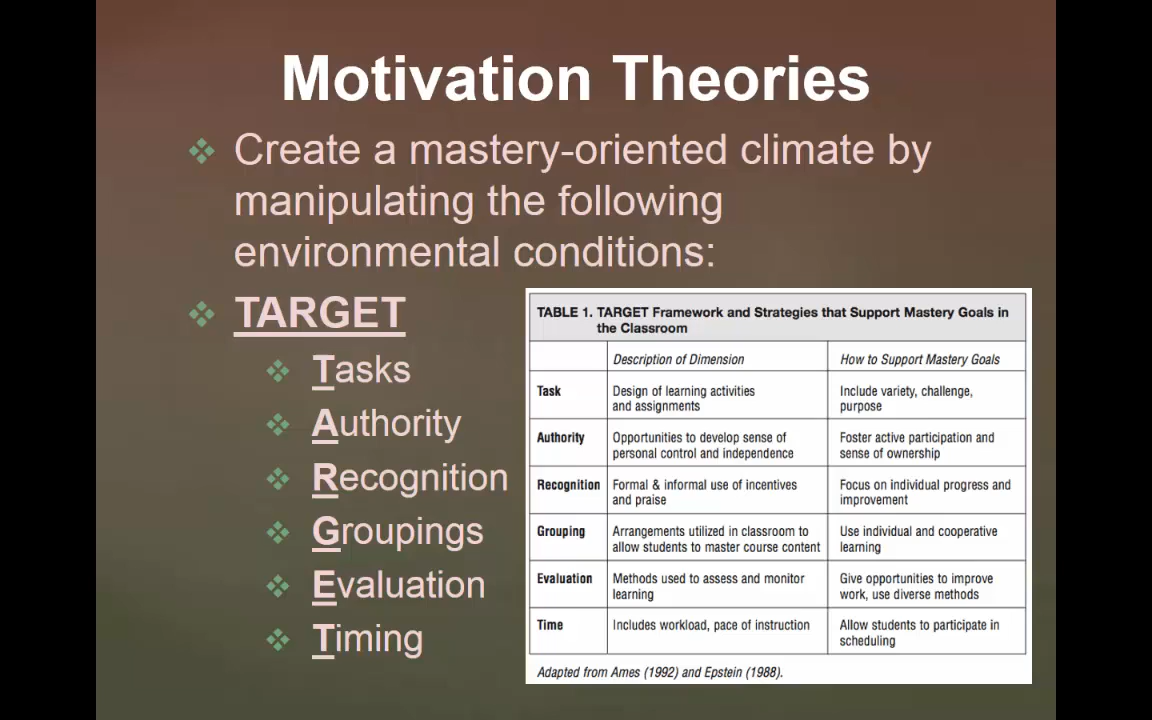 Motivation Theories
Create a mastery-oriented climate by
manipulating the following
environmental conditions:
TARGET
Tasks
Authority
Recognition
Groupings
Evaluation
Timing
TABLE 1. TARGET Framework and Strategies that Support Mastery Goals in
the Classroom
Description of Dimension
How to Support Mastery Goals
Task
Design of learning activities
and assignments
Include variety, challenge,
purpose
Authority
Opportunities to develop sense of
personal control and independence
Foster active participation and
sense of ownership
Recognition
Formal & informal use of incentives
and praise
Focus on individual progress and
improvement
Grouping
Arrangements utilized in classroom to
allow students to master course content
Use individual and cooperative
learning
Evaluation
Methods used to assess and monitor
learning
Give opportunities to improve
work, use diverse methods
Time
Includes workload, pace of instruction
Allow students to participate in
scheduling
Adapted from Ames (1992) and Epstein (1988).